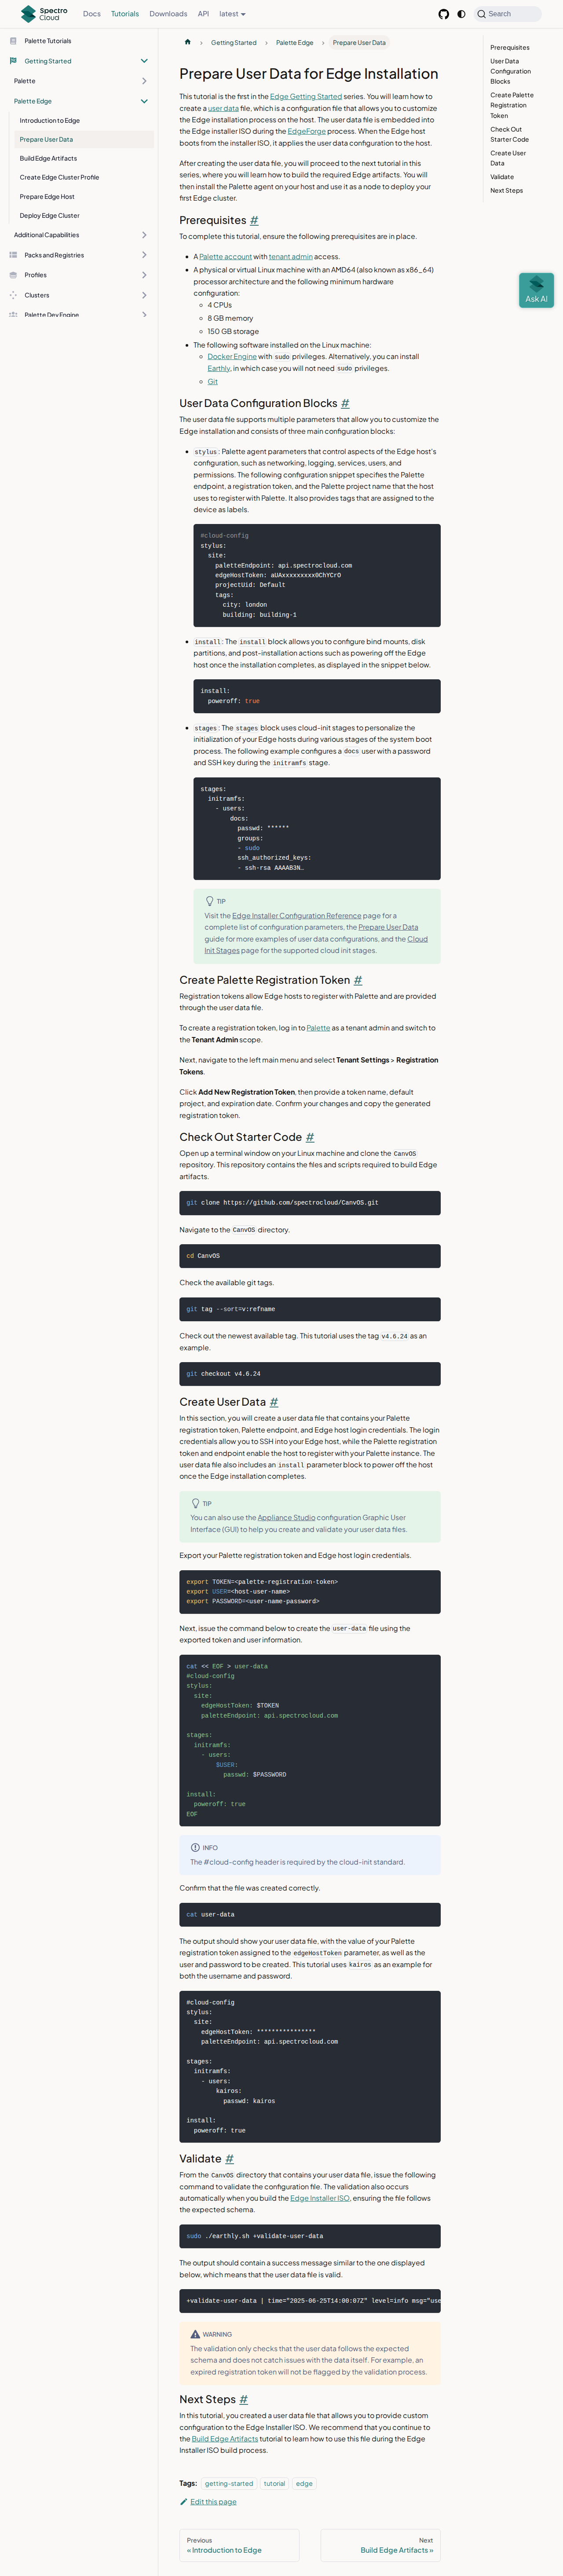 Spectro Cloud
Docs
Tutorials
Downloads
API
latest
Search
Palette Tutorials
Getting Started
Palette
Palette Edge
Introduction to Edge
Prepare User Data
Build Edge Artifacts
Create Edge Cluster Profile
Prepare Edge Host
Deploy Edge Cluster
Additional Capabilities
Packs and Registries
Profiles
Clusters
Palette Dev Engine
Getting Started
Palette Edge
Prepare User Data
Prepare User Data for Edge Installation
This tutorial is the first in the Edge Getting Started series. You will learn how to
create a user data file, which is a configuration file that allows you to customize
the Edge installation process on the host. The user data file is embedded into
the Edge installer ISO during the EdgeForge process. When the Edge host
boots from the installer ISO, it applies the user data configuration to the host.
After creating the user data file, you will proceed to the next tutorial in this
series, where you will learn how to build the required Edge artifacts. You will
then install the Palette agent on your host and use it as a node to deploy your
first Edge cluster.
Prerequisites #
To complete this tutorial, ensure the following prerequisites are in place.
A Palette account with tenant admin access.
A physical or virtual Linux machine with an AMD64 (also known as x86_64)
processor architecture and the following minimum hardware
configuration:
4 CPUs
8 GB memory
150 GB storage
The following software installed on the Linux machine:
Docker Engine with sudo privileges. Alternatively, you can install
Earthly, in which case you will not need sudo privileges.
Git
User Data Configuration Blocks #
The user data file supports multiple parameters that allow you to customize the
Edge installation and consists of three main configuration blocks:
stylus: Palette agent parameters that control aspects of the Edge host's
configuration, such as networking, logging, services, users, and
permissions. The following configuration snippet specifies the Palette
endpoint, a registration token, and the Palette project name that the host
uses to register with Palette. It also provides tags that are assigned to the
device as labels.
#cloud-config
stylus:
site:
paletteEndpoint: api.spectrocloud.com
edgeHostToken: aUAxxxxxxxxx0ChYCrO
projectUid: Default
tags:
city: london
building: building-1
install: The install block allows you to configure bind mounts, disk
partitions, and post-installation actions such as powering off the Edge
host once the installation completes, as displayed in the snippet below.
install:
poweroff: true
stages: The stages block uses cloud-init stages to personalize the
initialization of your Edge hosts during various stages of the system boot
process. The following example configures a docs user with a password
and SSH key during the initramfs stage.
stages:
initramfs:
- users:
docs:
passwd: ******
groups:
- sudo
ssh_authorized_keys:
- ssh-rsa AAAAB3N…
TIP
Visit the Edge Installer Configuration Reference page for a
complete list of configuration parameters, the Prepare User Data
guide for more examples of user data configurations, and the Cloud
Init Stages page for the supported cloud init stages.
Create Palette Registration Token #
Registration tokens allow Edge hosts to register with Palette and are provided
through the user data file.
To create a registration token, log in to Palette as a tenant admin and switch to
the Tenant Admin scope.
Next, navigate to the left main menu and select Tenant Settings > Registration
Tokens.
Click Add New Registration Token, then provide a token name, default
project, and expiration date. Confirm your changes and copy the generated
registration token.
Check Out Starter Code #
Open up a terminal window on your Linux machine and clone the CanvOS
repository. This repository contains the files and scripts required to build Edge
artifacts.
git clone https://github.com/spectrocloud/CanvOS.git
Navigate to the CanvOS directory.
cd CanvOS
Check the available git tags.
git tag --sort=v:refname
Check out the newest available tag. This tutorial uses the tag v4.6.24 as an
example.
git checkout v4.6.24
Create User Data #
In this section, you will create a user data file that contains your Palette
registration token, Palette endpoint, and Edge host login credentials. The login
credentials allow you to SSH into your Edge host, while the Palette registration
token and endpoint enable the host to register with your Palette instance. The
user data file also includes an install parameter block to power off the host
once the Edge installation completes.
TIP
You can also use the Appliance Studio configuration Graphic User
Interface (GUI) to help you create and validate your user data files.
Export your Palette registration token and Edge host login credentials.
export TOKEN=<palette-registration-token>
export USER=<host-user-name>
export PASSWORD=<user-name-password>
Next, issue the command below to create the user-data file using the
exported token and user information.
cat << EOF > user-data
#cloud-config
stylus:
site:
edgeHostToken: $TOKEN
paletteEndpoint: api.spectrocloud.com
stages:
initramfs:
- users:
$USER:
passwd: $PASSWORD
install:
poweroff: true
EOF
INFO
The #cloud-config header is required by the cloud-init standard.
Confirm that the file was created correctly.
cat user-data
The output should show your user data file, with the value of your Palette
registration token assigned to the edgeHostToken parameter, as well as the
user and password to be created. This tutorial uses kairos as an example for
both the username and password.
#cloud-config
stylus:
site:
edgeHostToken: ****************
paletteEndpoint: api.spectrocloud.com
stages:
initramfs:
- users:
kairos:
passwd: kairos
install:
poweroff: true
Validate #
From the CanvOS directory that contains your user data file, issue the following
command to validate the configuration file. The validation also occurs
automatically when you build the Edge Installer ISO, ensuring the file follows
the expected schema.
sudo ./earthly.sh +validate-user-data
The output should contain a success message similar to the one displayed
below, which means that the user data file is valid.
+validate-user-data | time="2025-06-25T14:00:07Z" level=info msg="use
WARNING
The validation only checks that the user data follows the expected
schema and does not catch issues with the data itself. For example, an
expired registration token will not be flagged by the validation process.
Next Steps #
In this tutorial, you created a user data file that allows you to provide custom
configuration to the Edge Installer ISO. We recommend that you continue to
the Build Edge Artifacts tutorial to learn how to use this file during the Edge
Installer ISO build process.
Tags: getting-started tutorial edge
Edit this page
Previous
« Introduction to Edge
Next
Build Edge Artifacts »
Prerequisites
User Data
Configuration
Blocks
Create Palette
Registration
Token
Check Out
Starter Code
Create User
Data
Validate
Next Steps
Ask AI